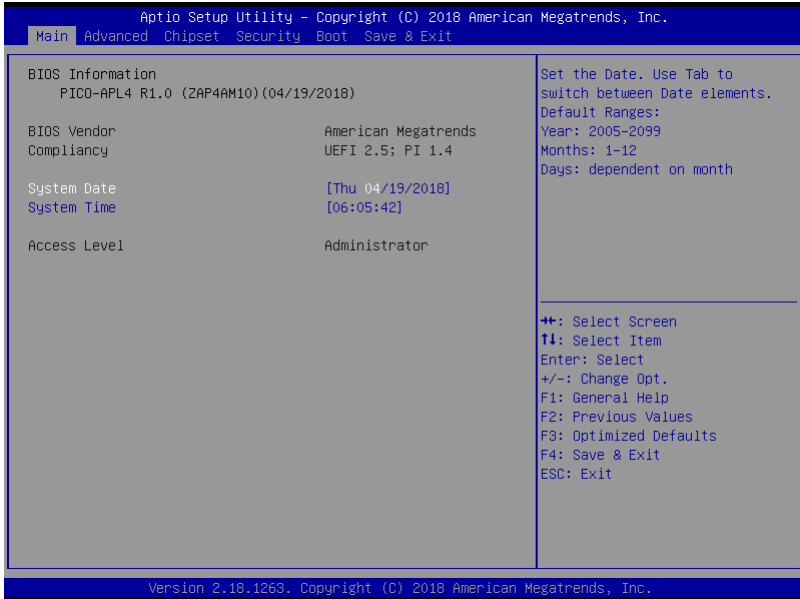 Aptio Setup Utility – Copyright (C) 2018 American Megatrends, Inc.
Main Advanced Chipset Security Boot Save & Exit
BIOS Information
PICO-APL4 R1.0 (ZAP4AM10)(04/19/2018)
BIOS Vendor American Megatrends
Compliancy UEFI 2.5; PI 1.4
System Date [Thu 04/19/2018]
System Time [06:05:42]
Access Level Administrator
Set the Date. Use Tab to
switch between Date elements.
Default Ranges:
Year: 2005-2099
Months: 1-12
Days: dependent on month
→←: Select Screen
↑↓: Select Item
Enter: Select
+/-: Change Opt.
F1: General Help
F2: Previous Values
F3: Optimized Defaults
F4: Save & Exit
ESC: Exit
Version 2.18.1263. Copyright (C) 2018 American Megatrends, Inc.